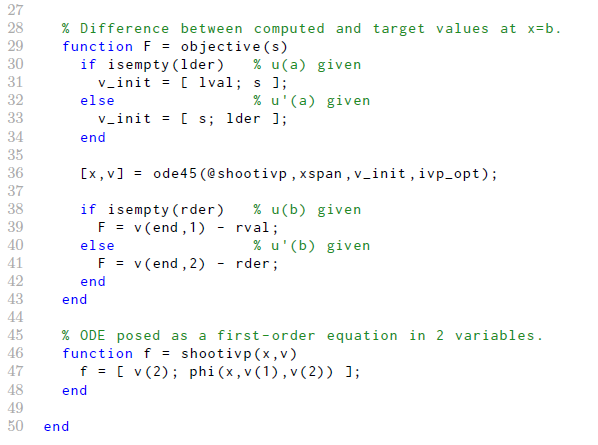 27
28 % Difference between computed and target values at x=b.
29 function F = objective(s)
30 if isempty(lder) % u(a) given
31 v_init = [ lval; s ];
32 else % u'(a) given
33 v_init = [ s; lder ];
34 end
35
36 [x,v] = ode45(@shootivp,xspan,v_init,ivp_opt);
37
38 if isempty(rder) % u(b) given
39 F = v(end,1) - rval;
40 else % u'(b) given
41 F = v(end,2) - rder;
42 end
43 end
44
45 % ODE posed as a first-order equation in 2 variables.
46 function f = shootivp(x,v)
47 f = [ v(2); phi(x,v(1),v(2)) ];
48 end
49
50 end